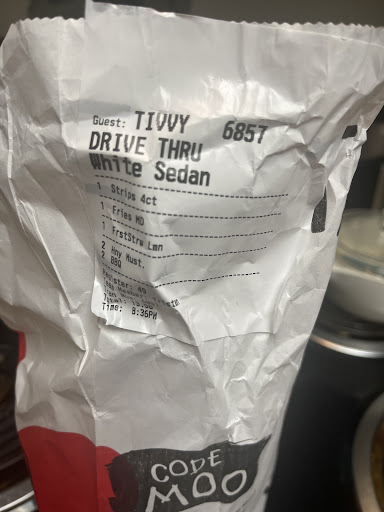 Guest: TIVVY 6857
DRIVE THRU
White Sedan
1 Strips 4ct
1 Fries MD
1 FrstStrw Lmn
2 Hny Must.
2 BBQ
Time: 8:36PM
CODE
MOO